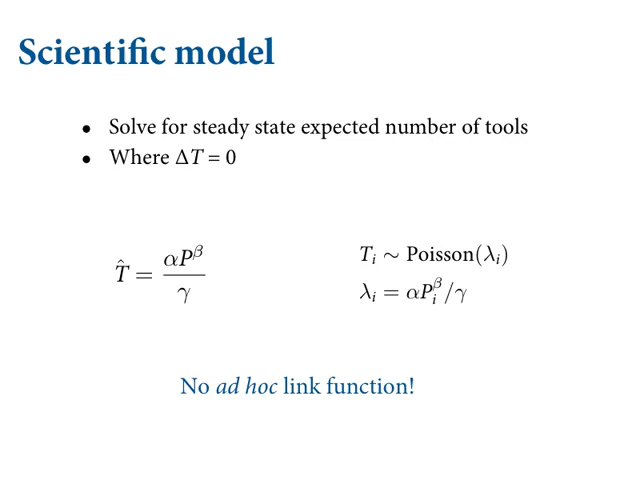 Scientific model
• Solve for steady state expected number of tools
• Where ΔT = 0
T̂ = αP^β / γ
T_i ∼ Poisson(λ_i)
λ_i = αP_i^β/γ
No ad hoc link function!